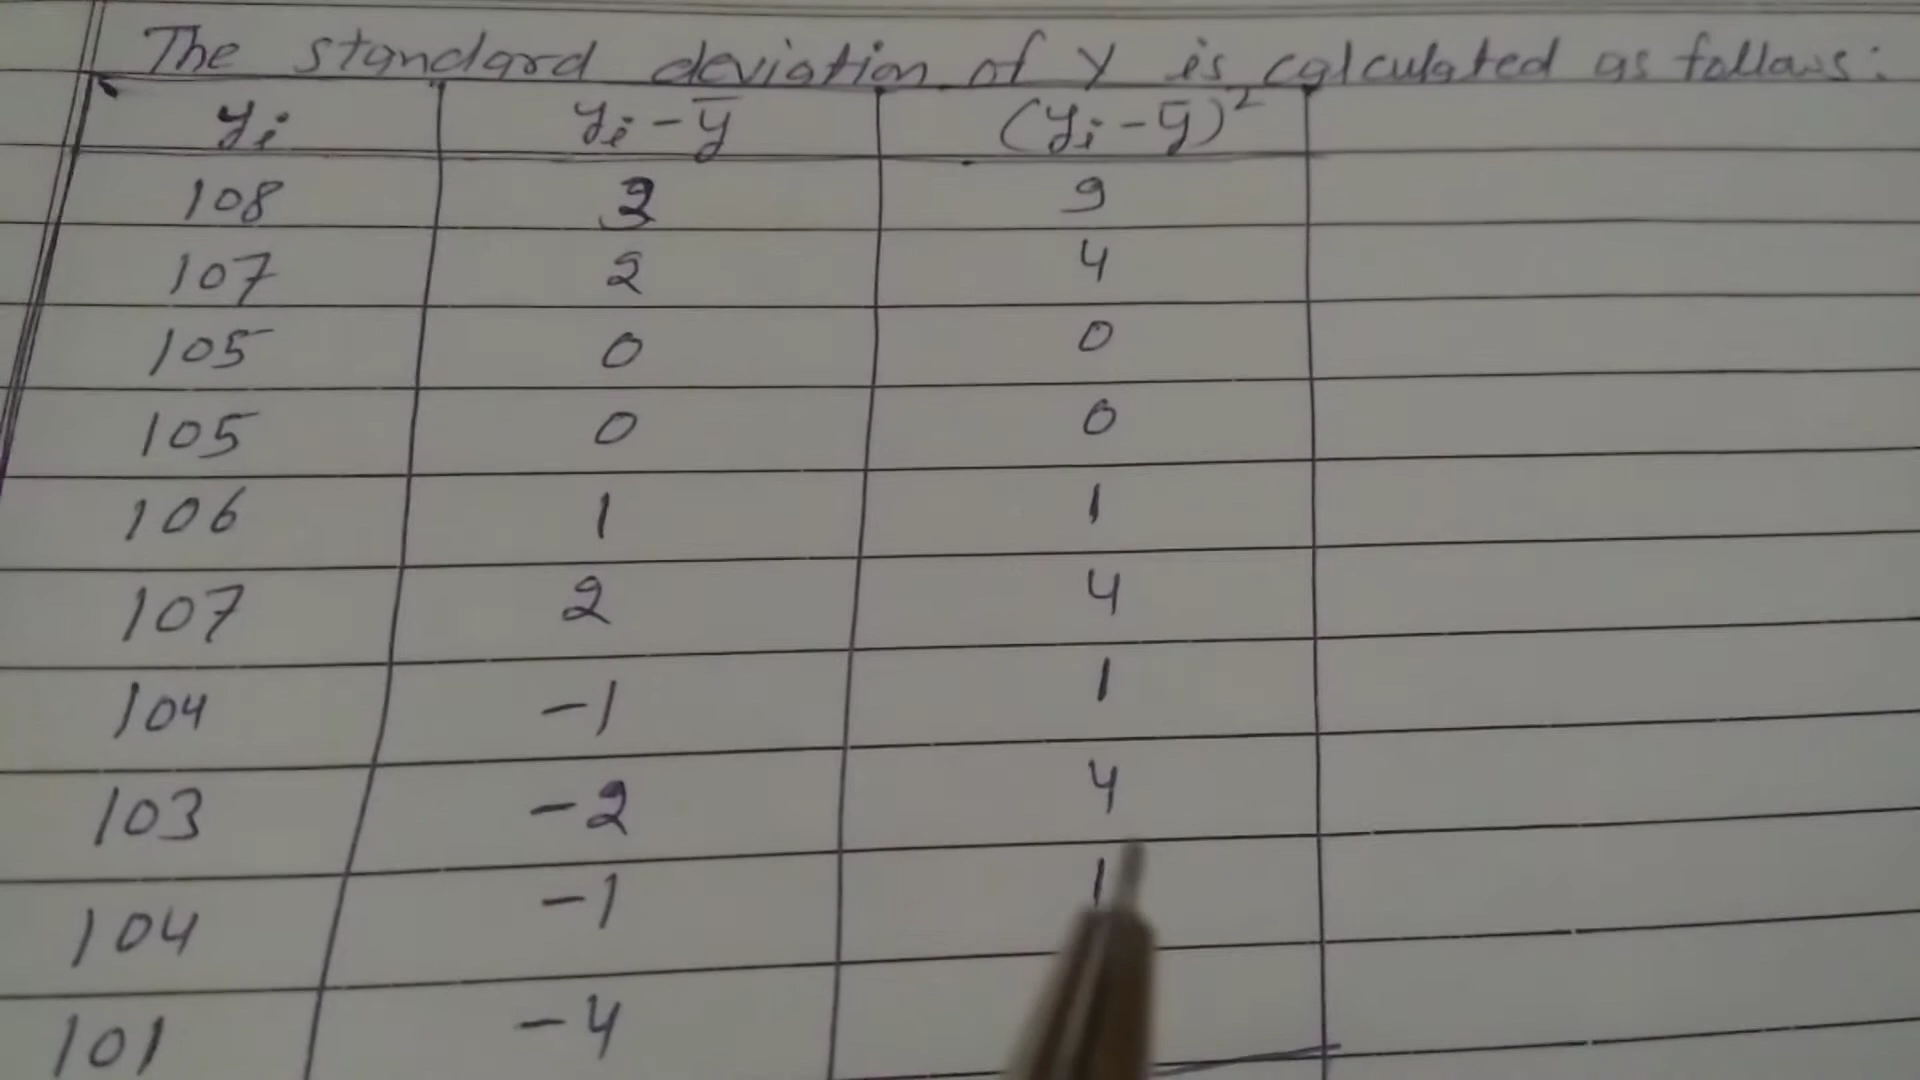 The standard deviation of Y is calculated as follows:
yᵢ yᵢ - ȳ (yᵢ - ȳ)²
108 3 9
107 2 4
105 0 0
105 0 0
106 1 1
107 2 4
104 -1 1
103 -2 4
104 -1 1
101 -4